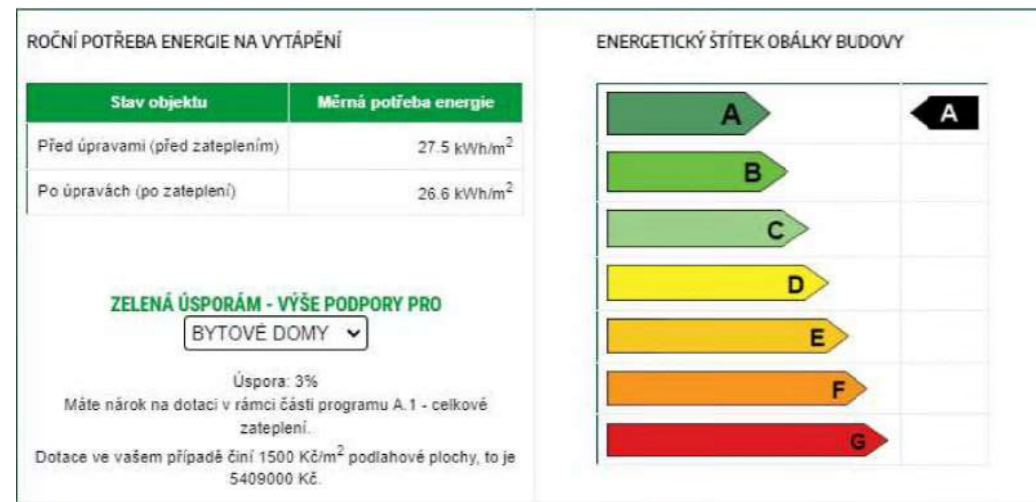 ROČNÍ POTŘEBA ENERGIE NA VYTÁPĚNÍ
Stav objektu Měrná potřeba energie
Před úpravami (před zateplením) 27.5 kWh/m²
Po úpravách (po zateplení) 26.6 kWh/m²
ZELENÁ ÚSPORÁM - VÝŠE PODPORY PRO
BYTOVÉ DOMY
Úspora: 3%
Máte nárok na dotaci v rámci části programu A.1 - celkové
zateplení.
Dotace ve vašem případě činí 1500 Kč/m² podlahové plochy, to je
5409000 Kč.
ENERGETICKÝ ŠTÍTEK OBÁLKY BUDOVY
A A
B
C
D
E
F
G